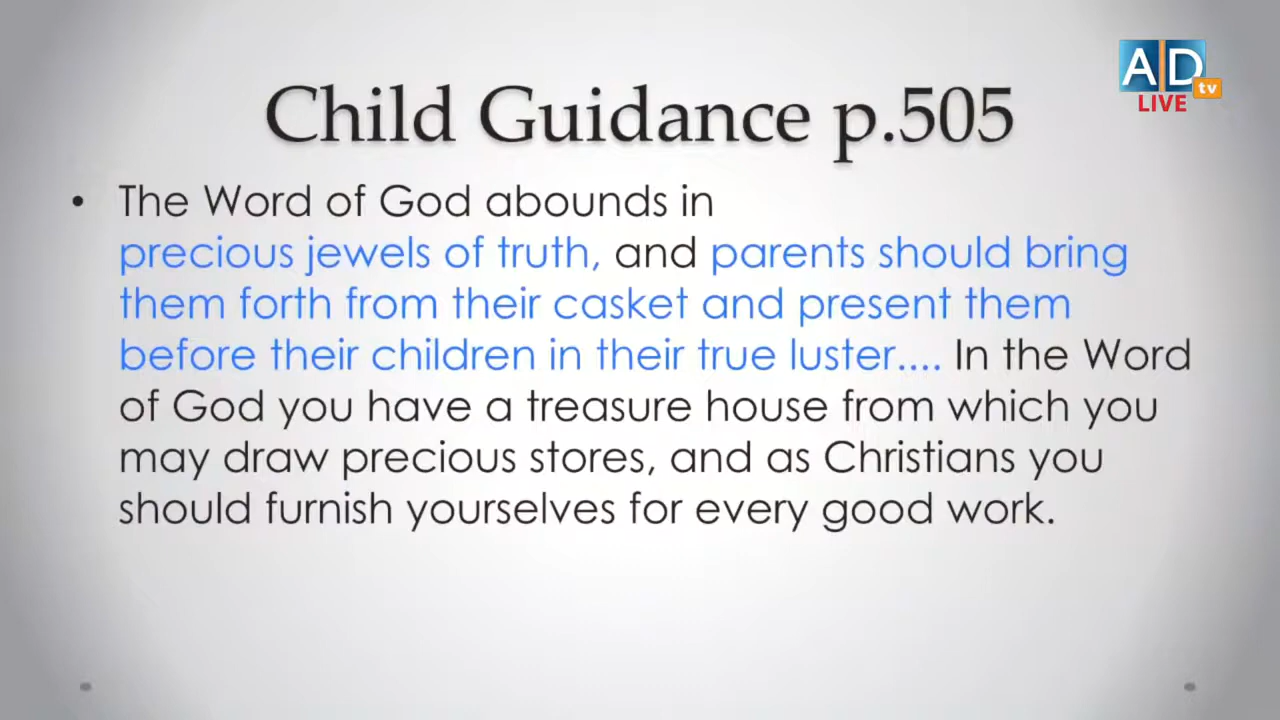 A|D
tv
LIVE
Child Guidance p.505
• The Word of God abounds in
precious jewels of truth, and parents should bring
them forth from their casket and present them
before their children in their true luster.... In the Word
of God you have a treasure house from which you
may draw precious stores, and as Christians you
should furnish yourselves for every good work.